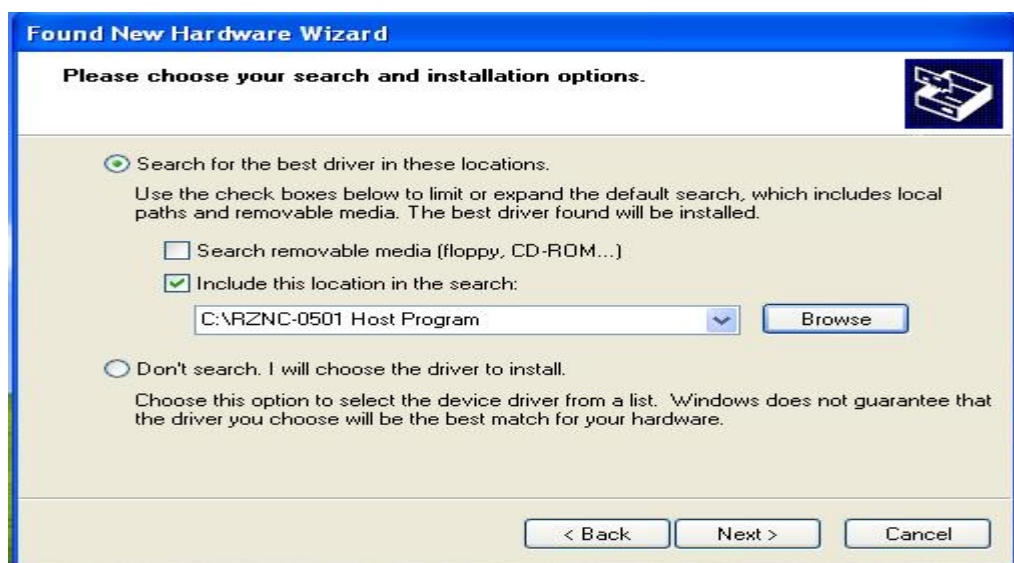 Found New Hardware Wizard
Please choose your search and installation options.
Search for the best driver in these locations.
Use the check boxes below to limit or expand the default search, which includes local
paths and removable media. The best driver found will be installed.
Search removable media (floppy, CD-ROM...)
Include this location in the search:
C:\RZNC-0501 Host Program
Browse
Don't search. I will choose the driver to install.
Choose this option to select the device driver from a list. Windows does not guarantee that
the driver you choose will be the best match for your hardware.
< Back Next > Cancel